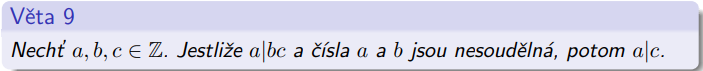 Věta 9
Nechť a, b, c ∈ ℤ. Jestliže a|bc a čísla a a b jsou nesoudělná, potom a|c.